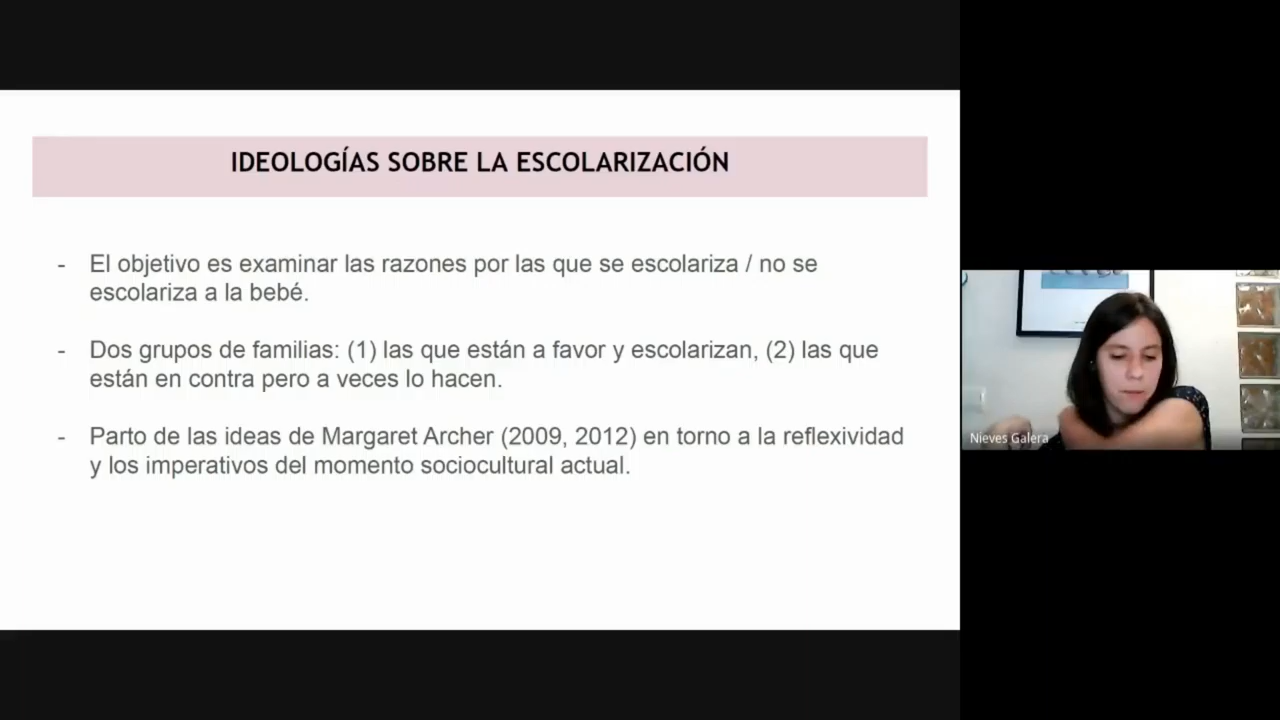 IDEOLOGÍAS SOBRE LA ESCOLARIZACIÓN
- El objetivo es examinar las razones por las que se escolariza / no se
escolariza a la bebé.
- Dos grupos de familias: (1) las que están a favor y escolarizan, (2) las que
están en contra pero a veces lo hacen.
- Parto de las ideas de Margaret Archer (2009, 2012) en torno a la reflexividad
y los imperativos del momento sociocultural actual.
Nieves Galera